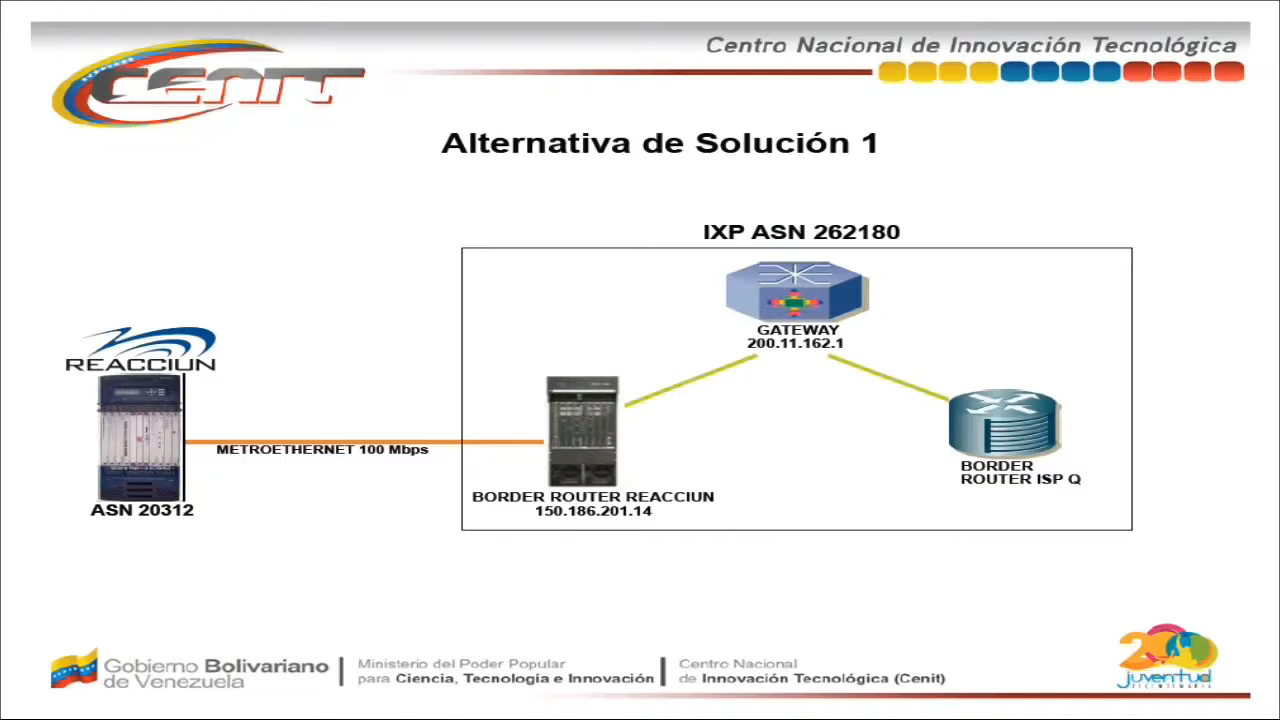 Centro Nacional de Innovación Tecnológica
CENIT
Alternativa de Solución 1
IXP ASN 262180
GATEWAY
200.11.162.1
REACCIUN
METROETHERNET 100 Mbps
BORDER
ROUTER ISP Q
BORDER ROUTER REACCIUN
150.186.201.14
ASN 20312
Gobierno Bolivariano
de Venezuela
Ministerio del Poder Popular
para Ciencia, Tecnología e Innovación
Centro Nacional
de Innovación Tecnológica (Cenit)
200
juventud
BICENTENARIA